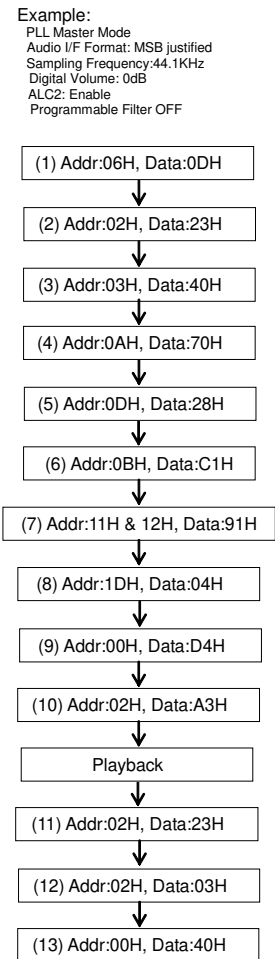 Example:
PLL Master Mode
Audio I/F Format: MSB justified
Sampling Frequency:44.1KHz
Digital Volume: 0dB
ALC2: Enable
Programmable Filter OFF
(1) Addr:06H, Data:0DH
(2) Addr:02H, Data:23H
(3) Addr:03H, Data:40H
(4) Addr:0AH, Data:70H
(5) Addr:0DH, Data:28H
(6) Addr:0BH, Data:C1H
(7) Addr:11H & 12H, Data:91H
(8) Addr:1DH, Data:04H
(9) Addr:00H, Data:D4H
(10) Addr:02H, Data:A3H
Playback
(11) Addr:02H, Data:23H
(12) Addr:02H, Data:03H
(13) Addr:00H, Data:40H